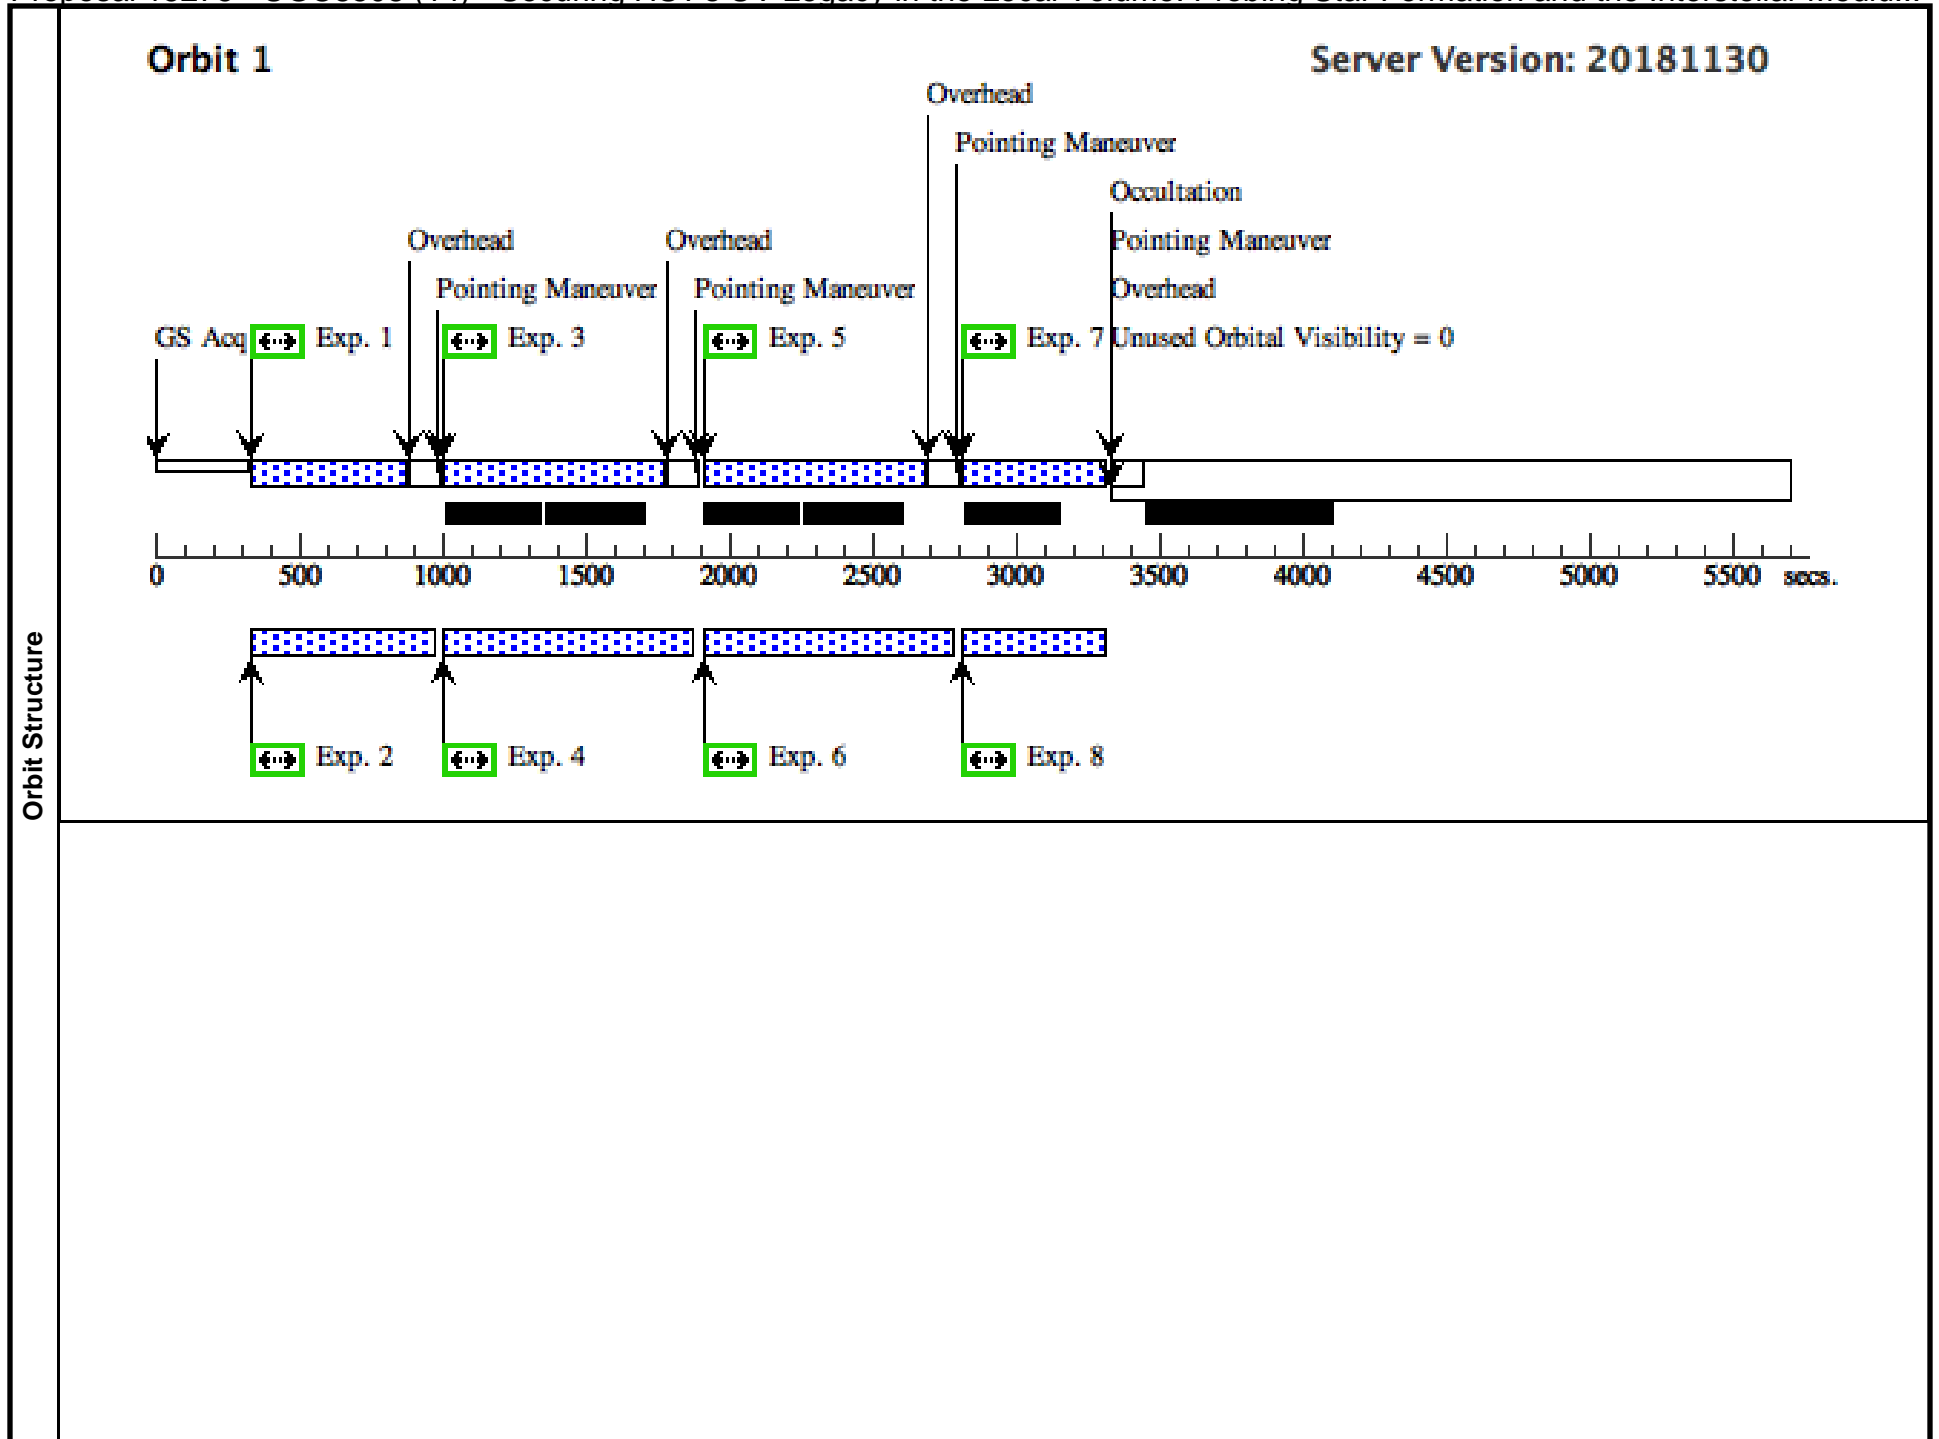 Orbit 1
Server Version: 20181130
Overhead
Pointing Maneuver
Occultation
Overhead Overhead Pointing Maneuver
Pointing Maneuver Pointing Maneuver Overhead
GS Acq Exp. 1 Exp. 3 Exp. 5 Exp. 7 Unused Orbital Visibility = 0
0 500 1000 1500 2000 2500 3000 3500 4000 4500 5000 5500 secs.
Exp. 2 Exp. 4 Exp. 6 Exp. 8
Orbit Structure